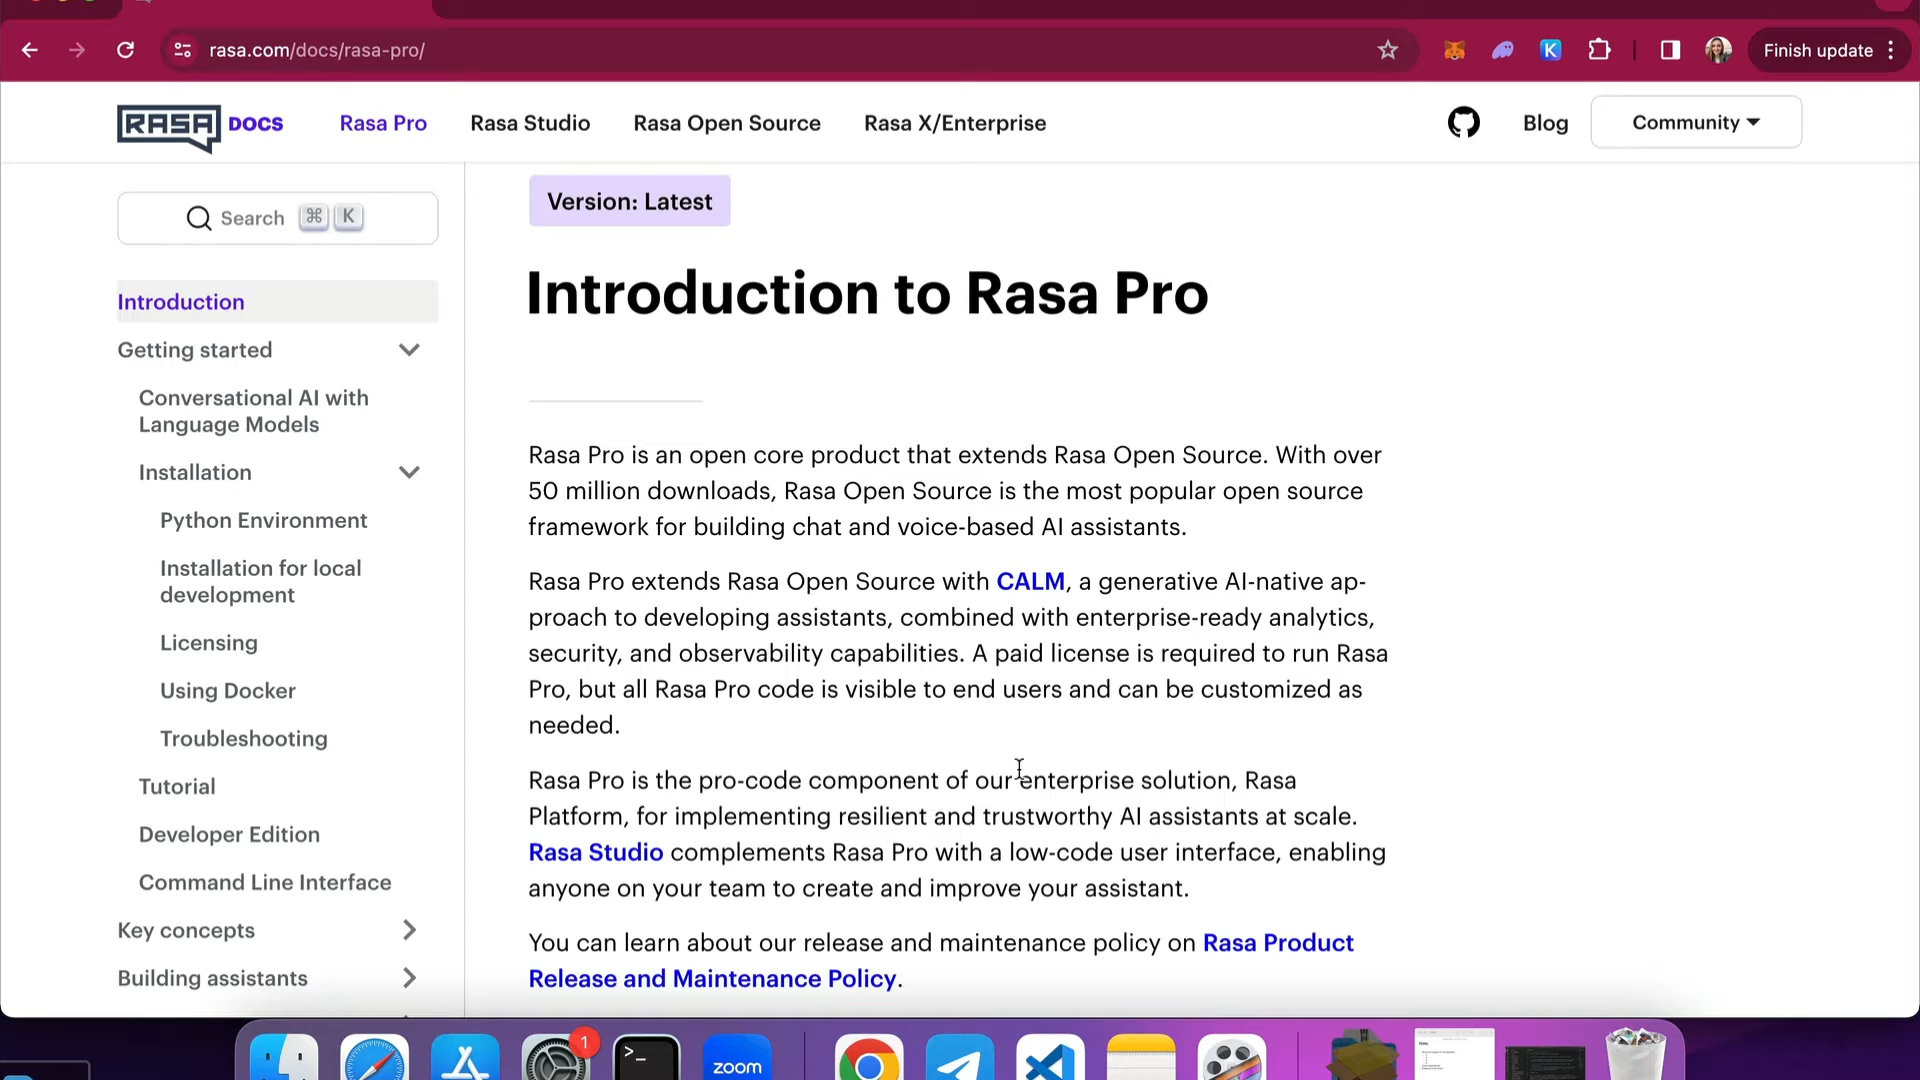 rasa.com/docs/rasa-pro/
K
Finish update
RASA DOCS
Rasa Pro
Rasa Studio
Rasa Open Source
Rasa X/Enterprise
Blog
Community
Search ⌘ K
Introduction
Getting started
Conversational AI with
Language Models
Installation
Python Environment
Installation for local
development
Licensing
Using Docker
Troubleshooting
Tutorial
Developer Edition
Command Line Interface
Key concepts
Building assistants
Version: Latest
Introduction to Rasa Pro
Rasa Pro is an open core product that extends Rasa Open Source. With over
50 million downloads, Rasa Open Source is the most popular open source
framework for building chat and voice-based AI assistants.
Rasa Pro extends Rasa Open Source with CALM, a generative AI-native ap-
proach to developing assistants, combined with enterprise-ready analytics,
security, and observability capabilities. A paid license is required to run Rasa
Pro, but all Rasa Pro code is visible to end users and can be customized as
needed.
Rasa Pro is the pro-code component of our enterprise solution, Rasa
Platform, for implementing resilient and trustworthy AI assistants at scale.
Rasa Studio complements Rasa Pro with a low-code user interface, enabling
anyone on your team to create and improve your assistant.
You can learn about our release and maintenance policy on Rasa Product
Release and Maintenance Policy.
1
>_
zoom